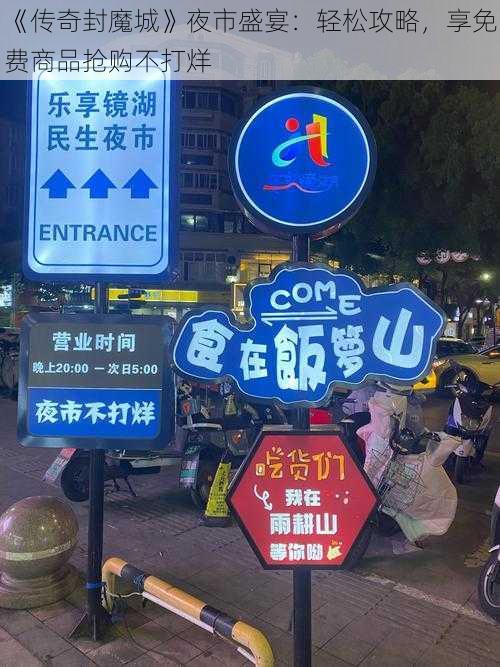 《传奇封魔城》夜市盛宴：轻松攻略，享免
费商品抢购不打烊
乐享镜湖
民生夜市
ENTRANCE
营业时间
晚上20:00 — 次日5:00
夜市不打烊
COME
食在飯箩山
吃货们
我在
雨耕山
等你呦